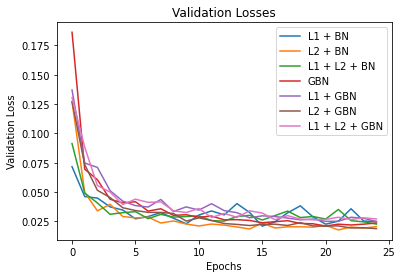 Validation Losses
L1 + BN
L2 + BN
L1 + L2 + BN
GBN
L1 + GBN
L2 + GBN
L1 + L2 + GBN
Validation Loss
0.175
0.150
0.125
0.100
0.075
0.050
0.025
0 5 10 15 20 25
Epochs